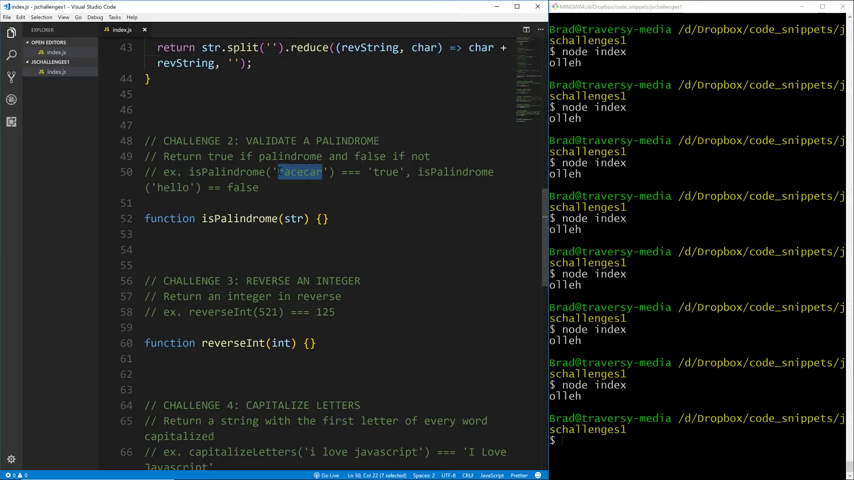 index.js - Visual Studio Code
File Edit Selection View Go Debug Tasks Help
EXPLORER
OPEN EDITORS
JS index.js
JSCHALLENGES1
JS index.js
JS index.js ×
43 return str.split('').reduce((revString, char) => char +
revString, '');
44 }
45
46
47
48 // CHALLENGE 2: VALIDATE A PALINDROME
49 // Return true if palindrome and false if not
50 // ex. isPalindrome('racecar') === 'true', isPalindrome
('hello') == false
51
52 function isPalindrome(str) {}
53
54
55
56 // CHALLENGE 3: REVERSE AN INTEGER
57 // Return an integer in reverse
58 // ex. reverseInt(521) === 125
59
60 function reverseInt(int) {}
61
62
63
64 // CHALLENGE 4: CAPITALIZE LETTERS
65 // Return a string with the first letter of every word
capitalized
66 // ex. capitalizeLetters('i love javascript') === 'I Love
Javascript'
0 0 Go Live Ln 50, Col 22 (7 selected) Spaces: 2 UTF-8 CRLF JavaScript Prettier
MINGW64:/d/Dropbox/code_snippets/jschallenges1
Brad@traversy-media /d/Dropbox/code_snippets/j
schallenges1
$ node index
olleh
Brad@traversy-media /d/Dropbox/code_snippets/j
schallenges1
$ node index
olleh
Brad@traversy-media /d/Dropbox/code_snippets/j
schallenges1
$ node index
olleh
Brad@traversy-media /d/Dropbox/code_snippets/j
schallenges1
$ node index
olleh
Brad@traversy-media /d/Dropbox/code_snippets/j
schallenges1
$ node index
olleh
Brad@traversy-media /d/Dropbox/code_snippets/j
schallenges1
$ node index
olleh
Brad@traversy-media /d/Dropbox/code_snippets/j
schallenges1
$ node index
olleh
Brad@traversy-media /d/Dropbox/code_snippets/j
schallenges1
$